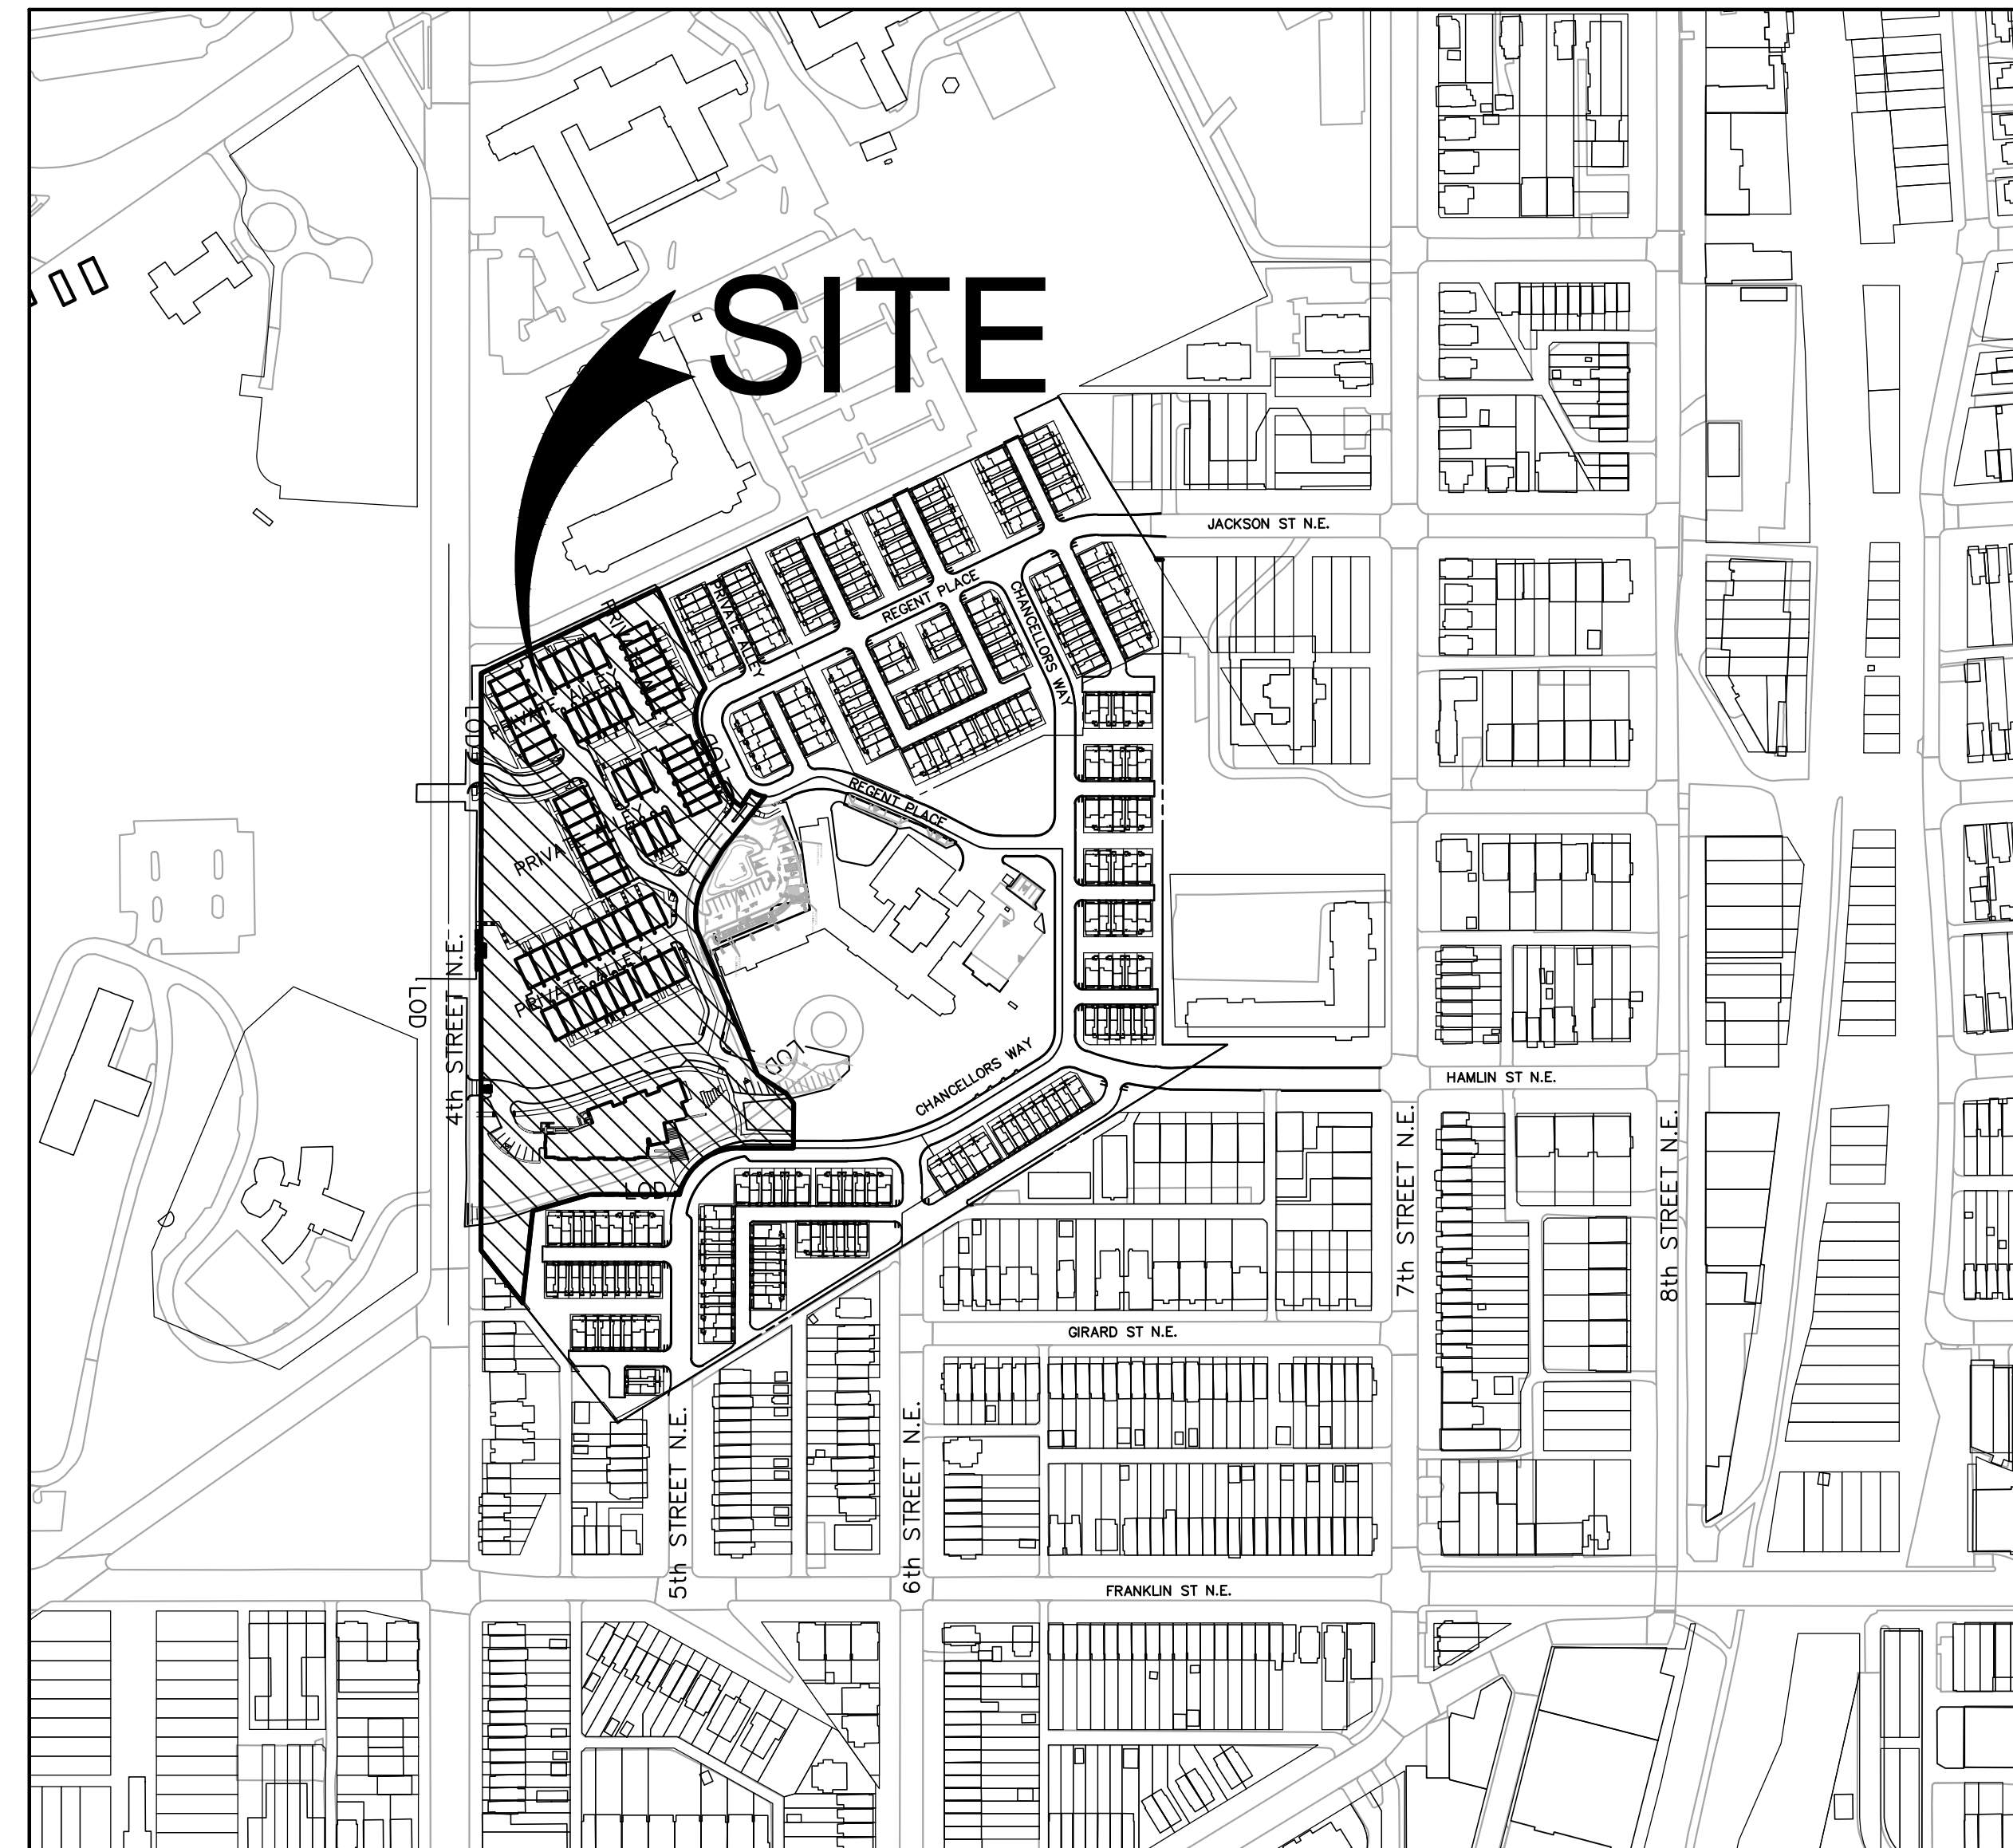 SITE
JACKSON ST N.E.
REGENT PLACE
CHANCELLORS WAY
PRIVATE ALLEY
PRIVATE ALLEY
LOD
LOD
REGENT PLACE
PRIVATE ALLEY
4th STREET N.E.
LOD
LOD
CHANCELLORS WAY
HAMLIN ST N.E.
7th STREET N.E.
8th STREET N.E.
LOD
GIRARD ST N.E.
5th STREET N.E.
6th STREET N.E.
FRANKLIN ST N.E.